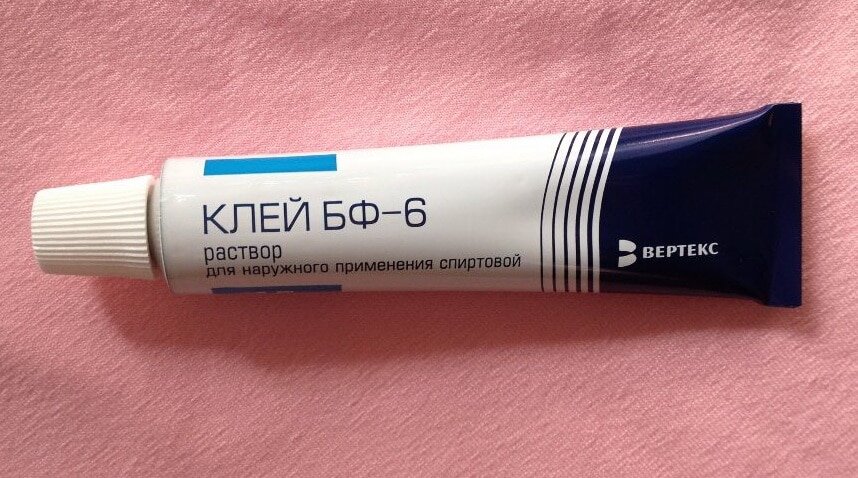 КЛЕЙ БФ-6
раствор
для наружного применения спиртовой
ВЕРТЕКС